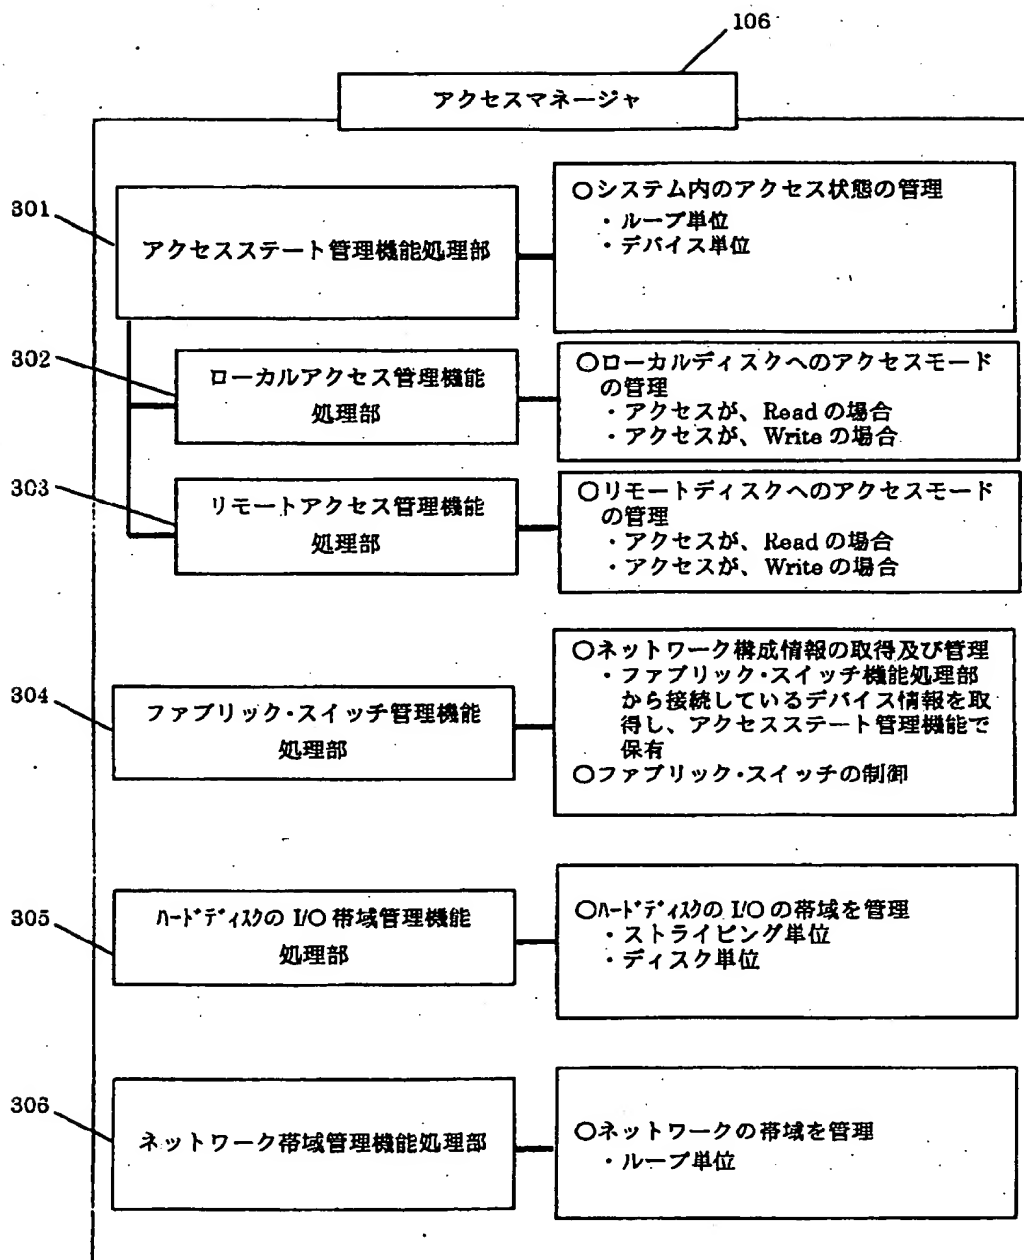 106
アクセスマネージャ
301
アクセスステート管理機能処理部
○システム内のアクセス状態の管理
・ループ単位
・デバイス単位
302
ローカルアクセス管理機能
処理部
○ローカルディスクへのアクセスモード
の管理
・アクセスが、Read の場合
・アクセスが、Write の場合
303
リモートアクセス管理機能
処理部
○リモートディスクへのアクセスモード
の管理
・アクセスが、Read の場合
・アクセスが、Write の場合
304
ファブリック・スイッチ管理機能
処理部
○ネットワーク構成情報の取得及び管理
・ファブリック・スイッチ機能処理部
から接続しているデバイス情報を取
得し、アクセスステート管理機能で
保有
○ファブリック・スイッチの制御
305
ハードディスクの I/O 帯域管理機能
処理部
○ハードディスクの I/O の帯域を管理
・ストライピング単位
・ディスク単位
306
ネットワーク帯域管理機能処理部
○ネットワークの帯域を管理
・ループ単位